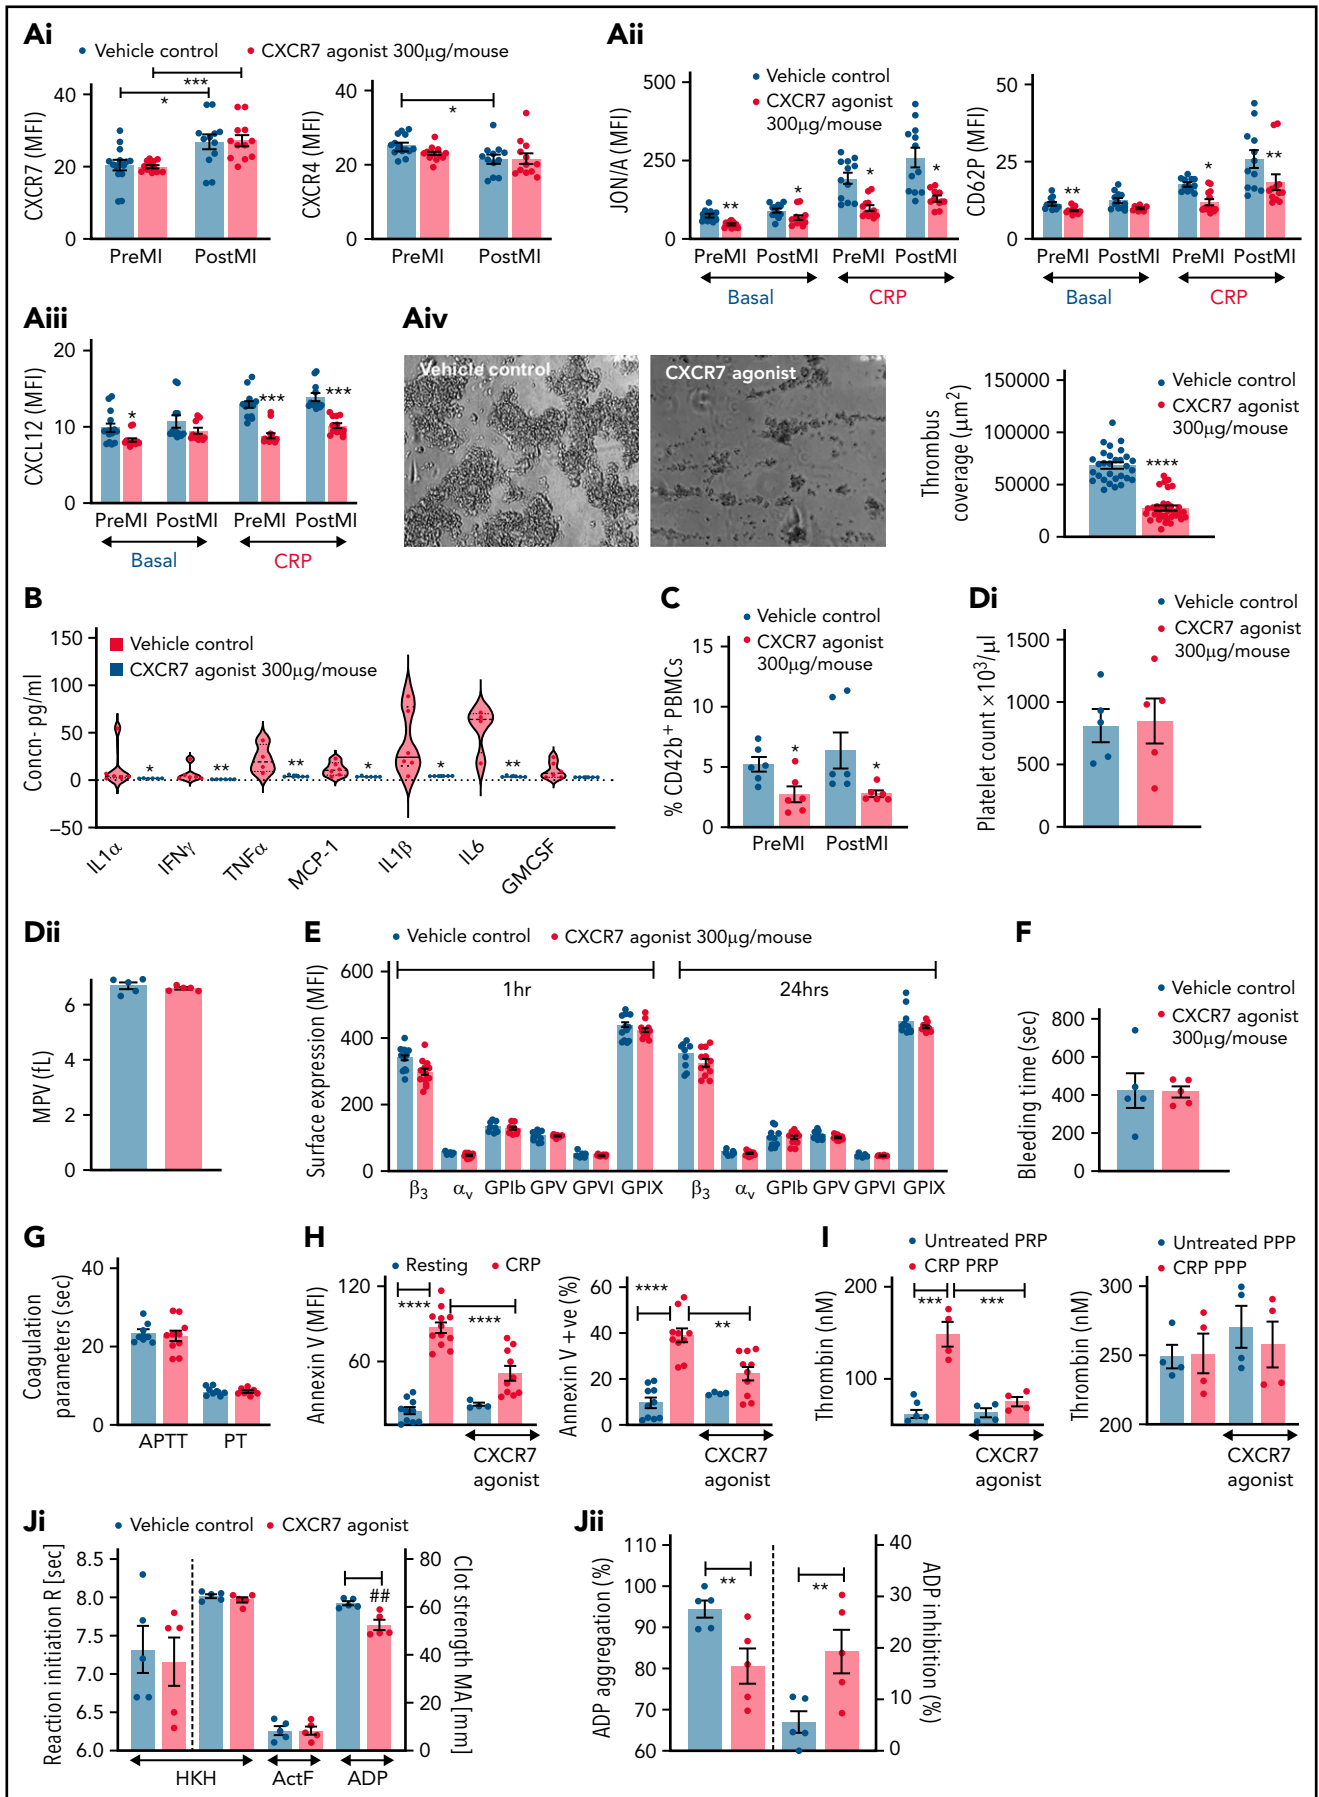 Ai
Vehicle control
CXCR7 agonist 300µg/mouse
CXCR7 (MFI)
40
20
0
***
*
PreMI
PostMI
CXCR4 (MFI)
40
20
0
*
PreMI
PostMI
Aii
JON/A (MFI)
500
250
0
Vehicle control
CXCR7 agonist
300µg/mouse
**
*
*
*
PreMI PostMI PreMI PostMI
Basal
CRP
CD62P (MFI)
50
25
0
**
*
**
PreMI PostMI PreMI PostMI
Basal
CRP
Aiii
CXCL12 (MFI)
20
10
0
*
***
***
PreMI PostMI PreMI PostMI
Basal
CRP
Aiv
Vehicle control
CXCR7 agonist
Thrombus
coverage (µm²)
150000
100000
50000
0
Vehicle control
CXCR7 agonist
300µg/mouse
****
B
Concn- pg/ml
150
100
50
0
–50
Vehicle control
CXCR7 agonist 300µg/mouse
*
**
**
*
*
**
IL1α
IFNγ
TNFα
MCP-1
IL1β
IL6
GMCSF
C
% CD42b+ PBMCs
15
10
5
0
Vehicle control
CXCR7 agonist
300µg/mouse
*
*
PreMI
PostMI
Di
Platelet count ×10³/µl
1500
1000
500
0
Vehicle control
CXCR7 agonist
300µg/mouse
Dii
MPV (fL)
6
4
2
0
E
Vehicle control
CXCR7 agonist 300µg/mouse
Surface expression (MFI)
600
400
200
0
1hr
24hrs
β3 αv GPIb GPV GPVI GPIX β3 αv GPIb GPV GPVI GPIX
F
Bleeding time (sec)
800
600
400
200
0
Vehicle control
CXCR7 agonist
300µg/mouse
G
Coagulation
parameters (sec)
40
20
0
APTT
PT
H
Resting
CRP
Annexin V (MFI)
120
60
****
****
CXCR7
agonist
Annexin V +ve (%)
60
40
20
0
****
**
CXCR7
agonist
I
Untreated PRP
CRP PRP
Thrombin (nM)
200
100
***
***
CXCR7
agonist
Untreated PPP
CRP PPP
Thrombin (nM)
300
250
200
CXCR7
agonist
Ji
Vehicle control
CXCR7 agonist
Reaction initiation R [sec]
8.5
8.0
7.5
7.0
6.5
6.0
Clot strength MA [mm]
80
60
40
20
0
##
HKH
ActF
ADP
Jii
ADP aggregation (%)
110
100
90
80
70
60
**
**
ADP inhibition (%)
40
30
20
10
0